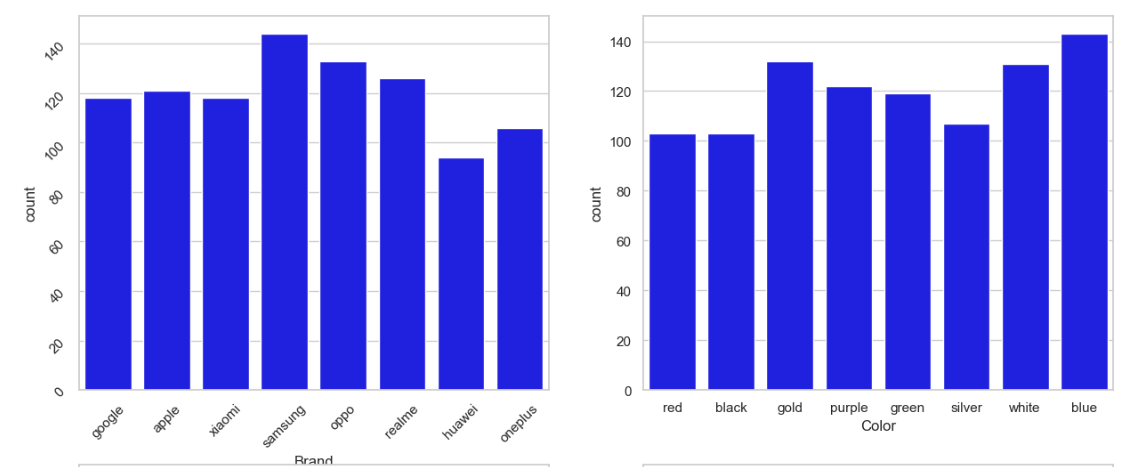 140
120
100
80
60
40
20
0
count
google
apple
xiaomi
samsung
oppo
realme
huawei
oneplus
Brand
140
120
100
80
60
40
20
0
count
red black gold purple green silver white blue
Color